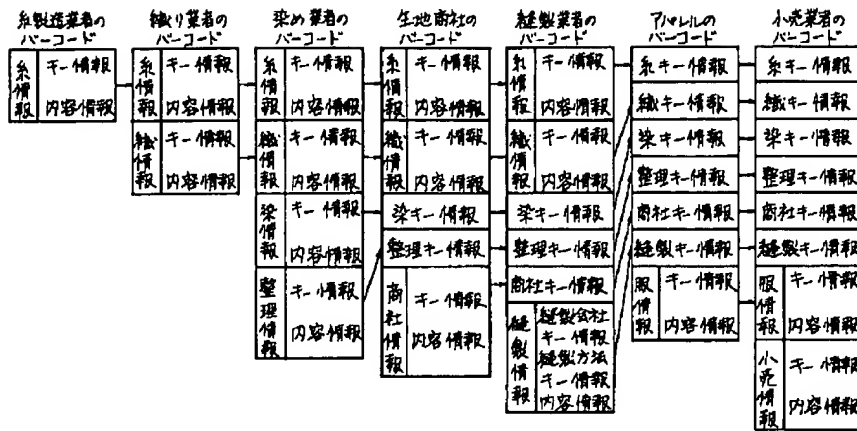 糸製造業者の
バーコード
糸情報
キー情報
内容情報
織り業者の
バーコード
糸情報
キー情報
内容情報
織情報
キー情報
内容情報
染め業者の
バーコード
糸情報
キー情報
内容情報
織情報
キー情報
内容情報
染情報
キー情報
内容情報
整理情報
キー情報
内容情報
生地商社の
バーコード
糸情報
キー情報
内容情報
織情報
キー情報
内容情報
染キー情報
整理キー情報
商社情報
キー情報
内容情報
縫製業者の
バーコード
糸情報
キー情報
内容情報
織情報
キー情報
内容情報
染キー情報
整理キー情報
商社キー情報
縫製情報
縫製会社
キー情報
縫製方法
キー情報
内容情報
アパレルの
バーコード
糸キー情報
織キー情報
染キー情報
整理キー情報
商社キー情報
縫製キー情報
服情報
キー情報
内容情報
小売業者の
バーコード
糸キー情報
織キー情報
染キー情報
整理キー情報
商社キー情報
縫製キー情報
服情報
キー情報
内容情報
小売情報
キー情報
内容情報